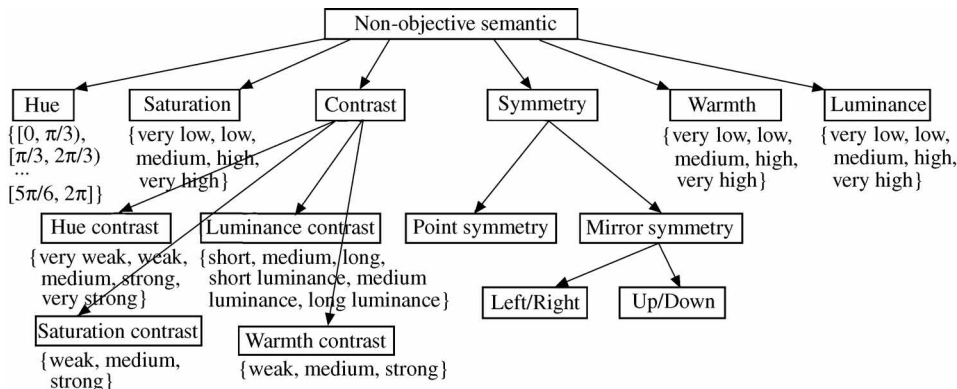 Non-objective semantic
Hue
{[0, π/3),
[π/3, 2π/3)
...
[5π/6, 2π]}
Saturation
{very low, low,
medium, high,
very high}
Contrast
Symmetry
Warmth
{very low, low,
medium, high,
very high}
Luminance
{very low, low,
medium, high,
very high}
Hue contrast
{very weak, weak,
medium, strong,
very strong}
Luminance contrast
{short, medium, long,
short luminance, medium
luminance, long luminance}
Point symmetry
Mirror symmetry
Left/Right
Up/Down
Saturation contrast
{weak, medium,
strong}
Warmth contrast
{weak, medium, strong}